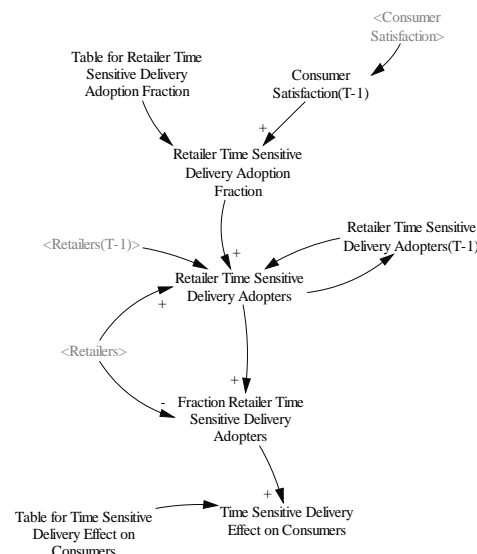 <Consumer
Satisfaction>
Table for Retailer Time
Sensitive Delivery
Adoption Fraction
Consumer
Satisfaction(T-1)
+
Retailer Time Sensitive
Delivery Adoption
Fraction
<Retailers(T-1)>
+
Retailer Time Sensitive
Delivery Adopters(T-1)
Retailer Time Sensitive
Delivery Adopters
+
<Retailers>
+
- Fraction Retailer Time
Sensitive Delivery
Adopters
+
Time Sensitive Delivery
Effect on Consumers
Table for Time Sensitive
Delivery Effect on
Consumers